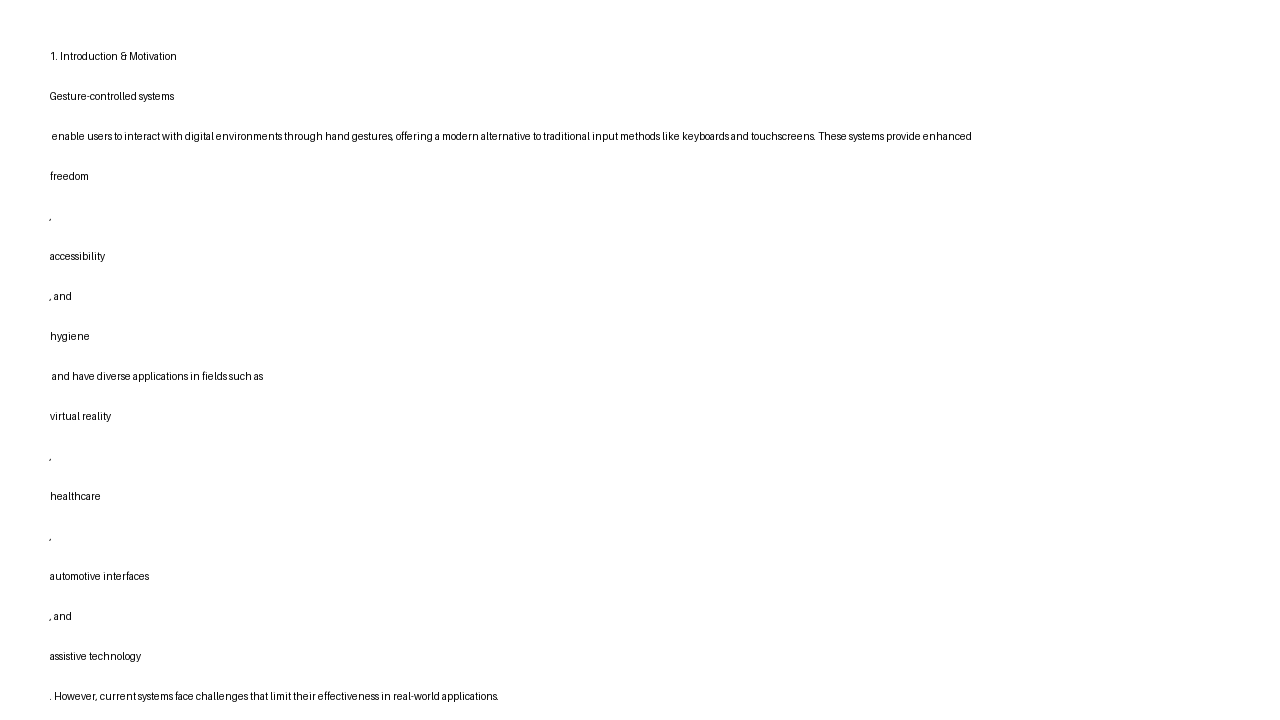 1. Introduction & Motivation
Gesture-controlled systems
enable users to interact with digital environments through hand gestures, offering a modern alternative to traditional input methods like keyboards and touchscreens. These systems provide enhanced
freedom
,
accessibility
, and
hygiene
and have diverse applications in fields such as
virtual reality
,
healthcare
,
automotive interfaces
, and
assistive technology
. However, current systems face challenges that limit their effectiveness in real-world applications.